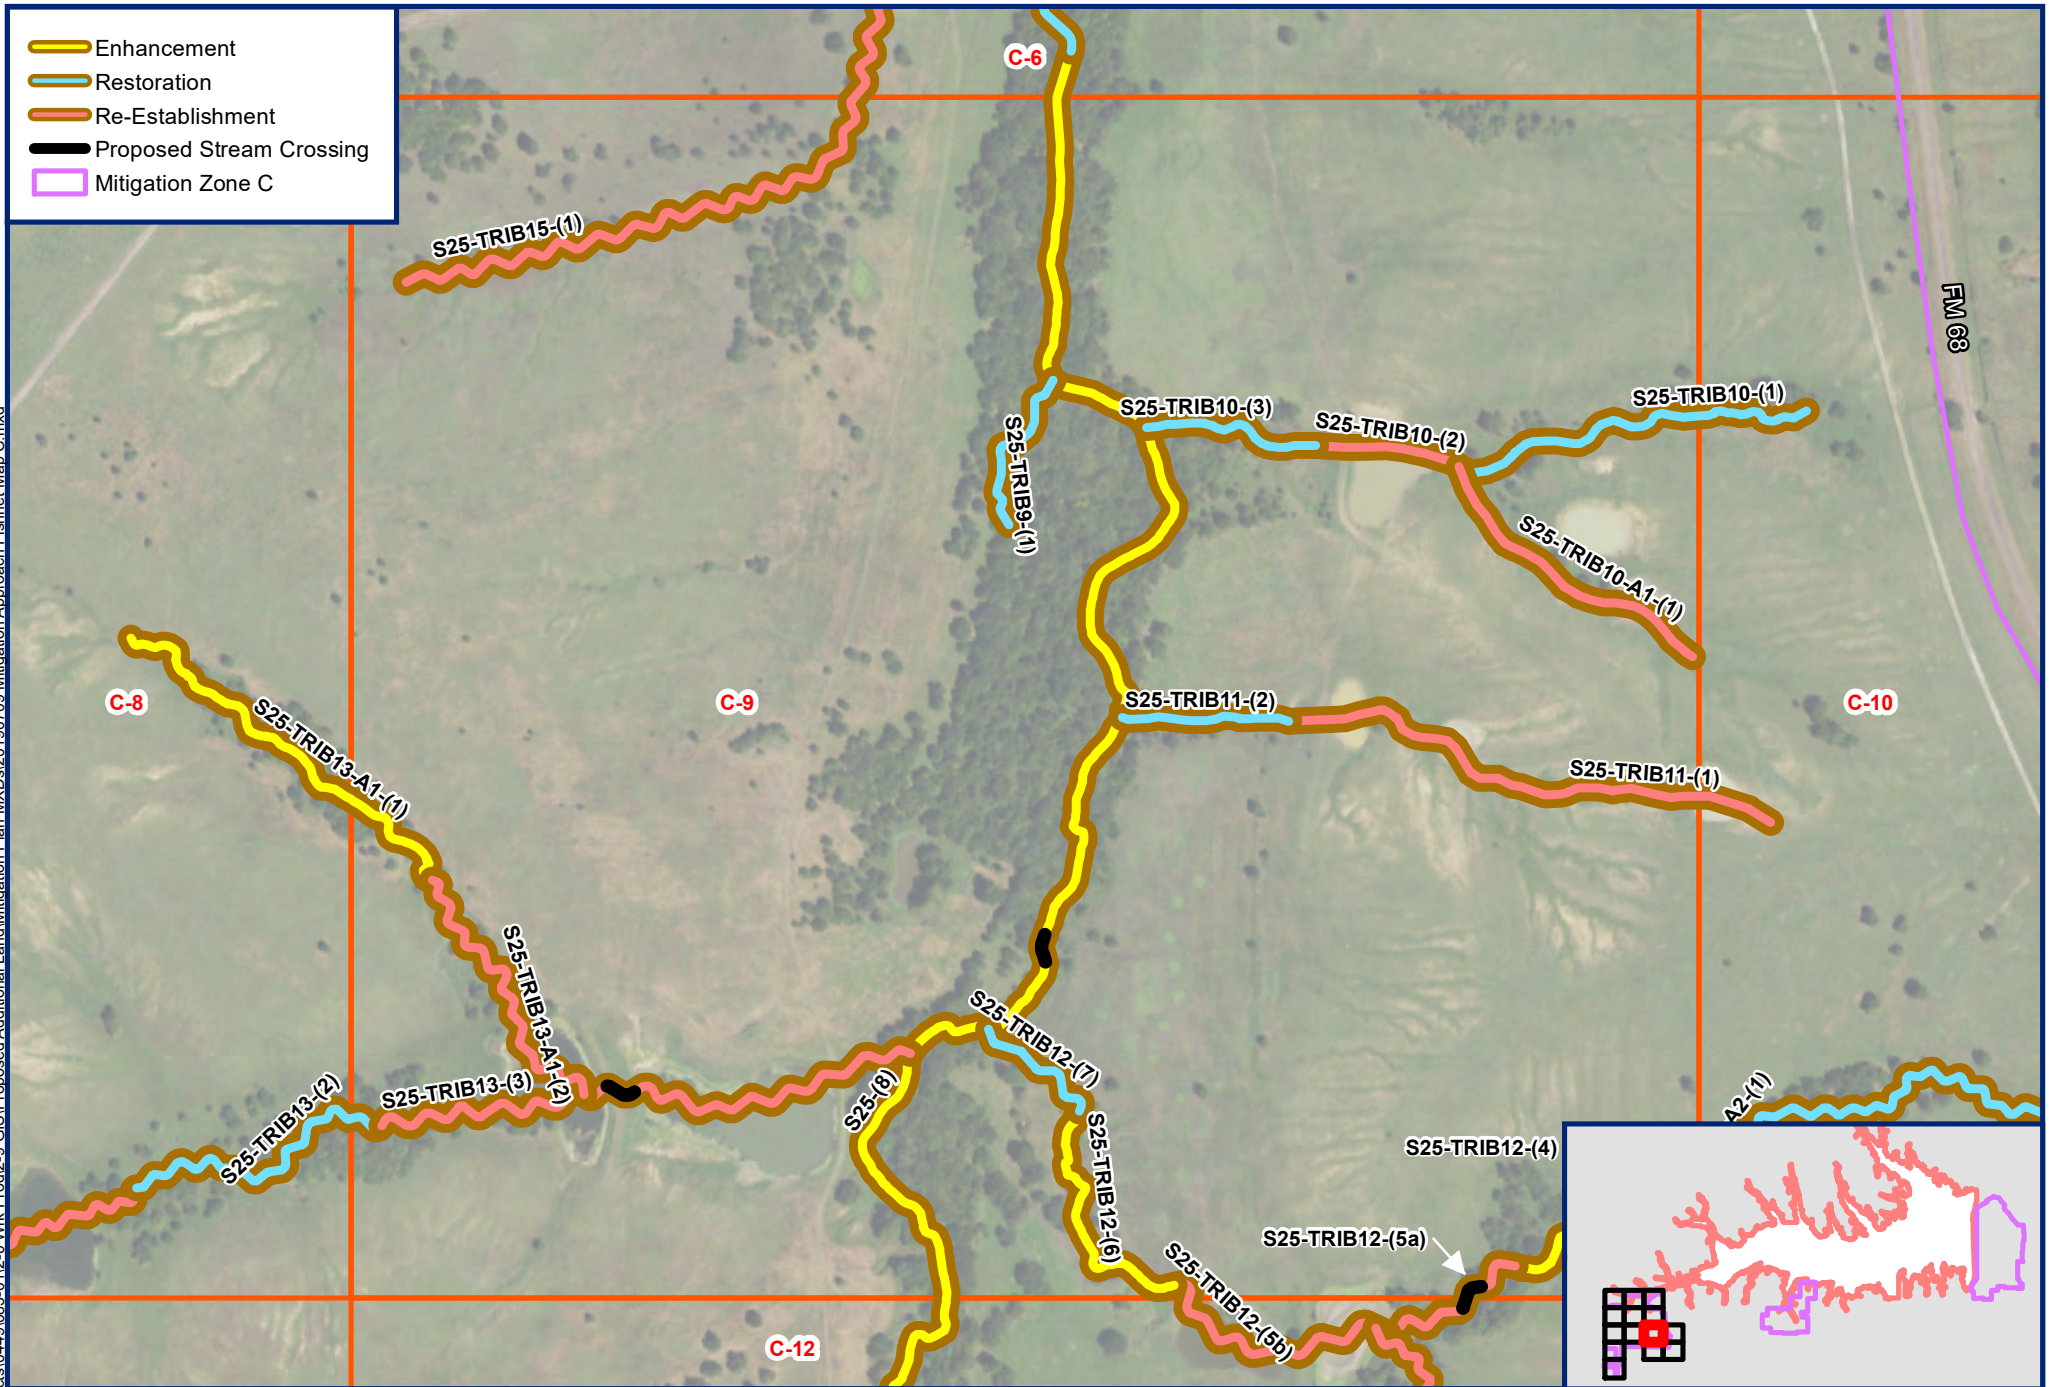 Enhancement
Restoration
Re-Establishment
Proposed Stream Crossing
Mitigation Zone C
C-6
S25-TRIB15-(1)
FM 68
S25-TRIB10-(1)
S25-TRIB10-(3)
S25-TRIB10-(2)
S25-TRIB9-(1)
S25-TRIB10-A1-(1)
C-8
C-9
C-10
S25-TRIB11-(2)
S25-TRIB13-A1-(1)
S25-TRIB11-(1)
S25-TRIB13-A1-(2)
S25-TRIB12-(7)
S25-TRIB13-(3)
S25-TRIB13-(2)
S25-(8)
A2-(1)
S25-TRIB12-(6)
S25-TRIB12-(4)
S25-TRIB12-(5a)
S25-TRIB12-(5b)
C-12